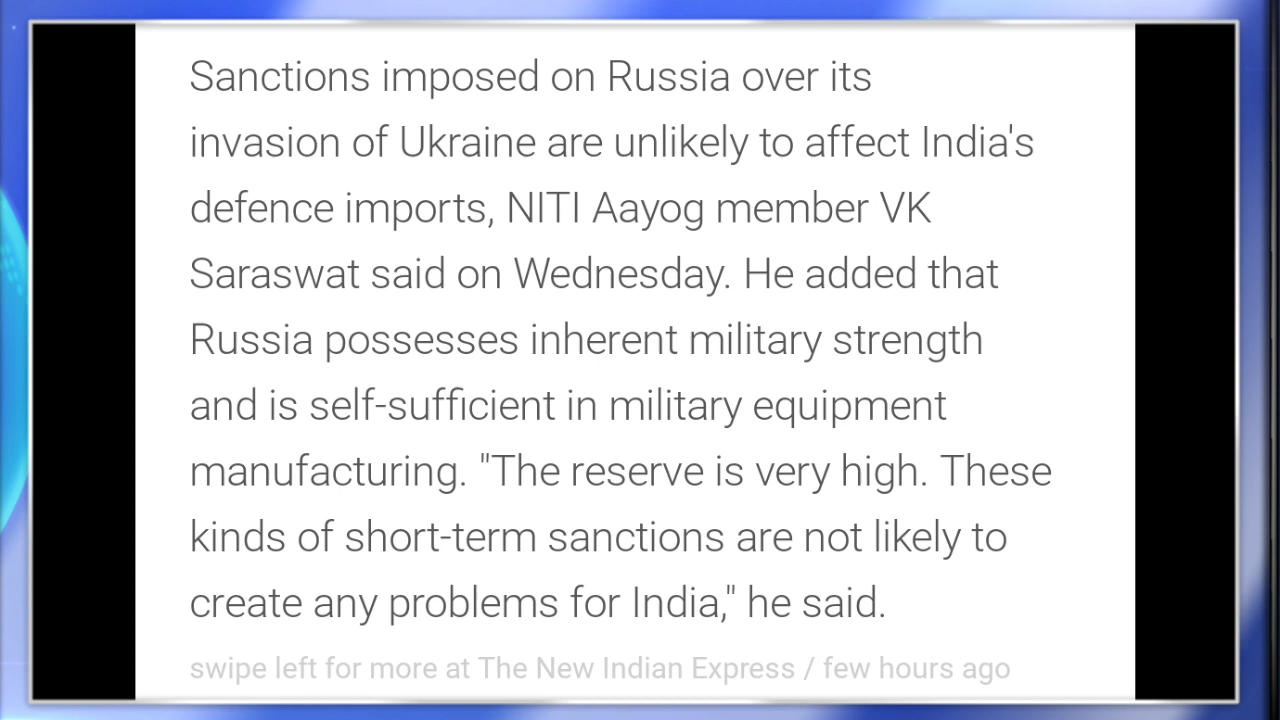 Sanctions imposed on Russia over its
invasion of Ukraine are unlikely to affect India's
defence imports, NITI Aayog member VK
Saraswat said on Wednesday. He added that
Russia possesses inherent military strength
and is self-sufficient in military equipment
manufacturing. "The reserve is very high. These
kinds of short-term sanctions are not likely to
create any problems for India," he said.
swipe left for more at The New Indian Express / few hours ago